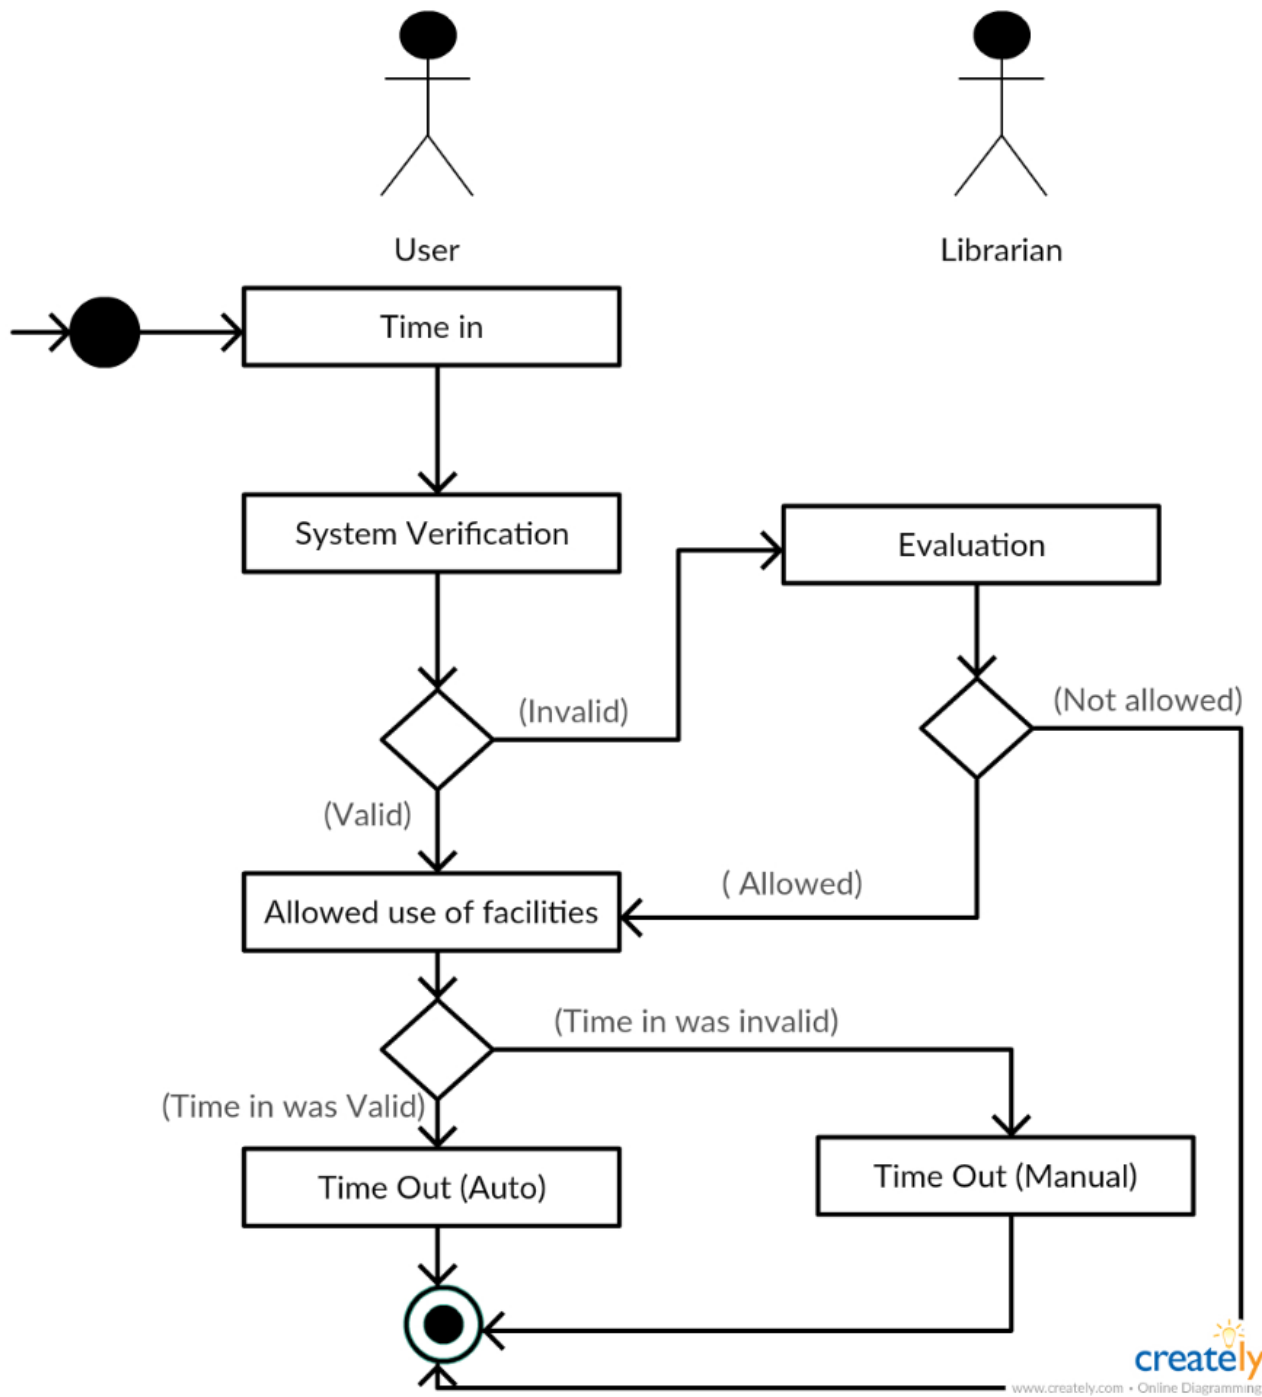 User
Librarian
Time in
System Verification
Evaluation
(Invalid)
(Not allowed)
(Valid)
( Allowed)
Allowed use of facilities
(Time in was invalid)
(Time in was Valid)
Time Out (Auto)
Time Out (Manual)
creately
www.creately.com • Online Diagramming